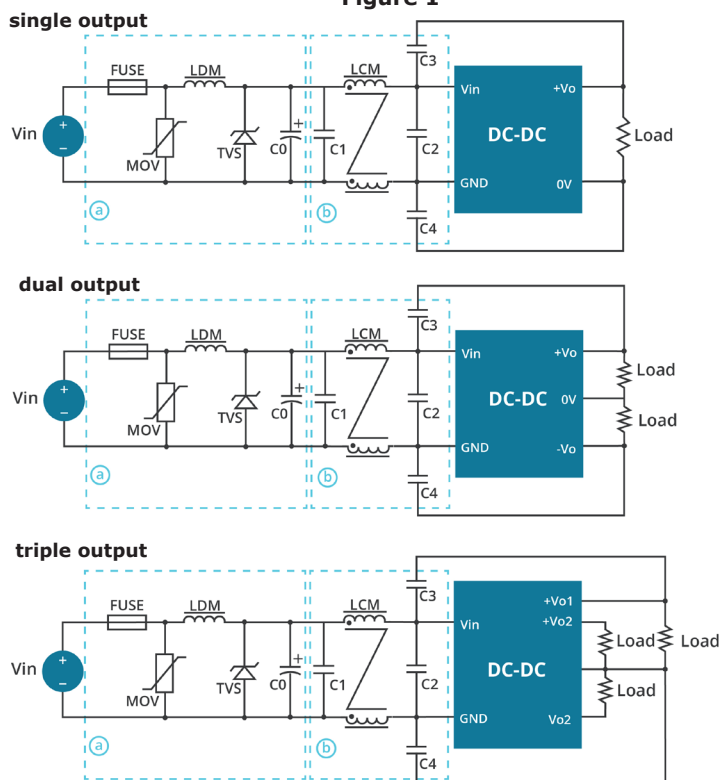 Figure 1
single output
FUSE
LDM
LCM
C3
Vin
+
−
MOV
TVS
+
C0
C1
C2
Vin
+Vo
DC-DC
GND
0V
Load
a
b
C4
dual output
FUSE
LDM
LCM
C3
Vin
+
−
MOV
TVS
+
C0
C1
C2
Vin
+Vo
DC-DC
0V
GND
-Vo
Load
Load
a
b
C4
triple output
FUSE
LDM
LCM
C3
Vin
+
−
MOV
TVS
+
C0
C1
C2
Vin
+Vo1
+Vo2
DC-DC
GND
Vo2
Load
Load
Load
a
b
C4